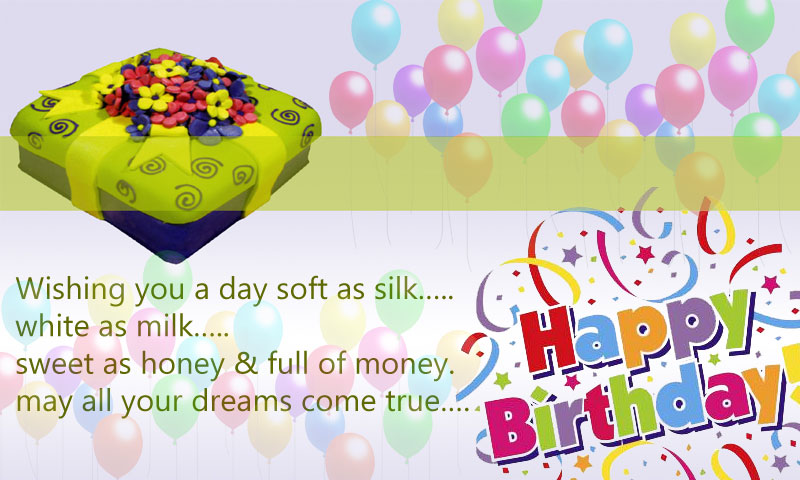 Wishing you a day soft as silk.....
white as milk.....
sweet as honey & full of money.
may all your dreams come true....
Happy
Birthday!